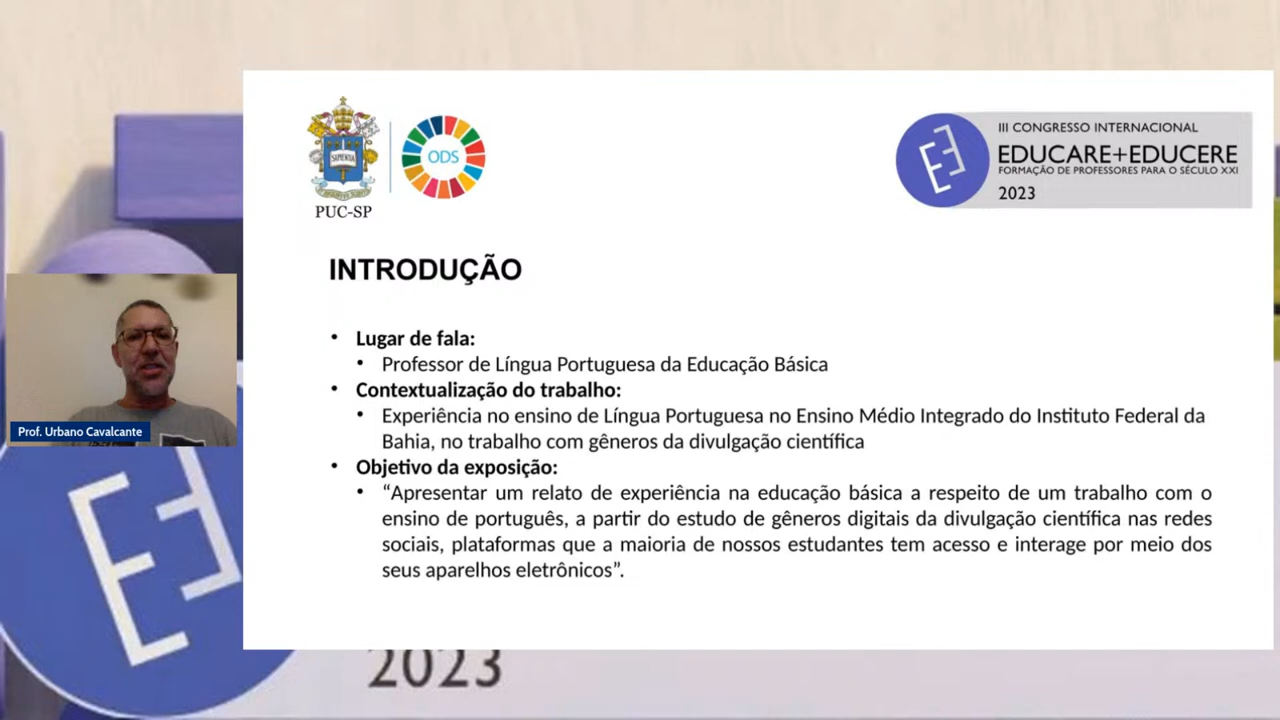 SAPIENTIA
PUC-SP
ODS
III CONGRESSO INTERNACIONAL
EDUCARE+EDUCERE
FORMAÇÃO DE PROFESSORES PARA O SÉCULO XXI
2023
INTRODUÇÃO
• Lugar de fala:
• Professor de Língua Portuguesa da Educação Básica
• Contextualização do trabalho:
• Experiência no ensino de Língua Portuguesa no Ensino Médio Integrado do Instituto Federal da
Bahia, no trabalho com gêneros da divulgação científica
• Objetivo da exposição:
• “Apresentar um relato de experiência na educação básica a respeito de um trabalho com o
ensino de português, a partir do estudo de gêneros digitais da divulgação científica nas redes
sociais, plataformas que a maioria de nossos estudantes tem acesso e interage por meio dos
seus aparelhos eletrônicos”.
Prof. Urbano Cavalcante
2023